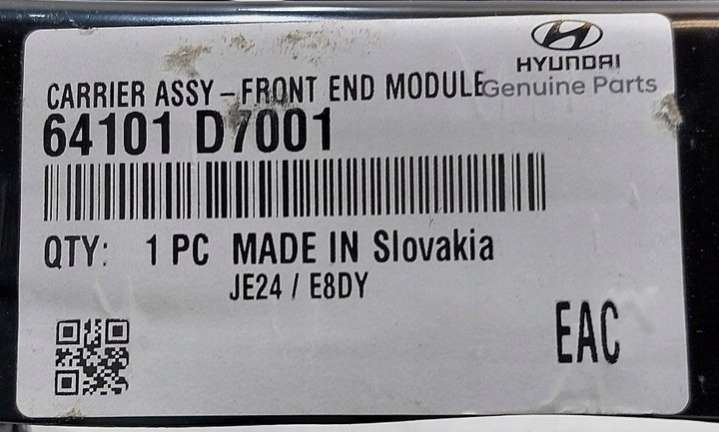 HYUNDAI
Genuine Parts
CARRIER ASSY – FRONT END MODULE
64101 D7001
QTY: 1 PC MADE IN Slovakia
JE24 / E8DY
EAC